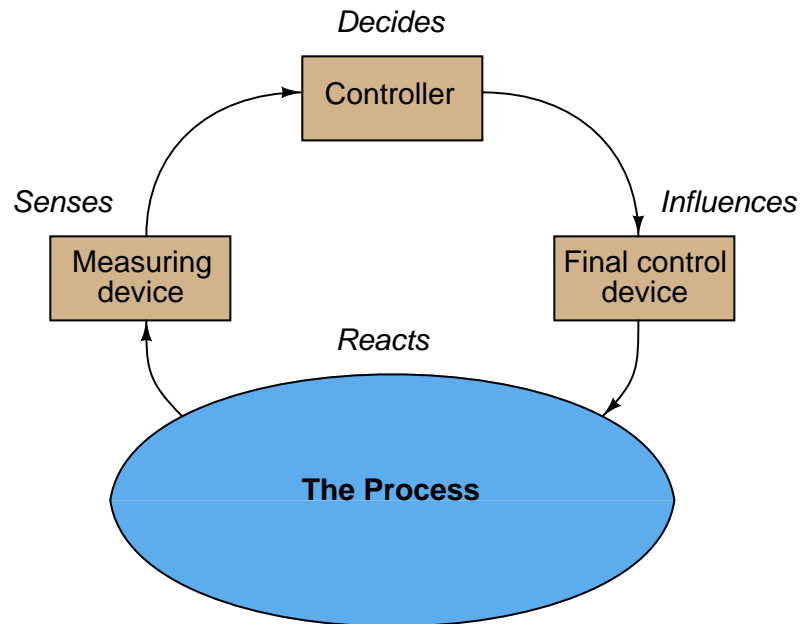 Decides
Controller
Senses
Influences
Measuring
device
Final control
device
Reacts
The Process